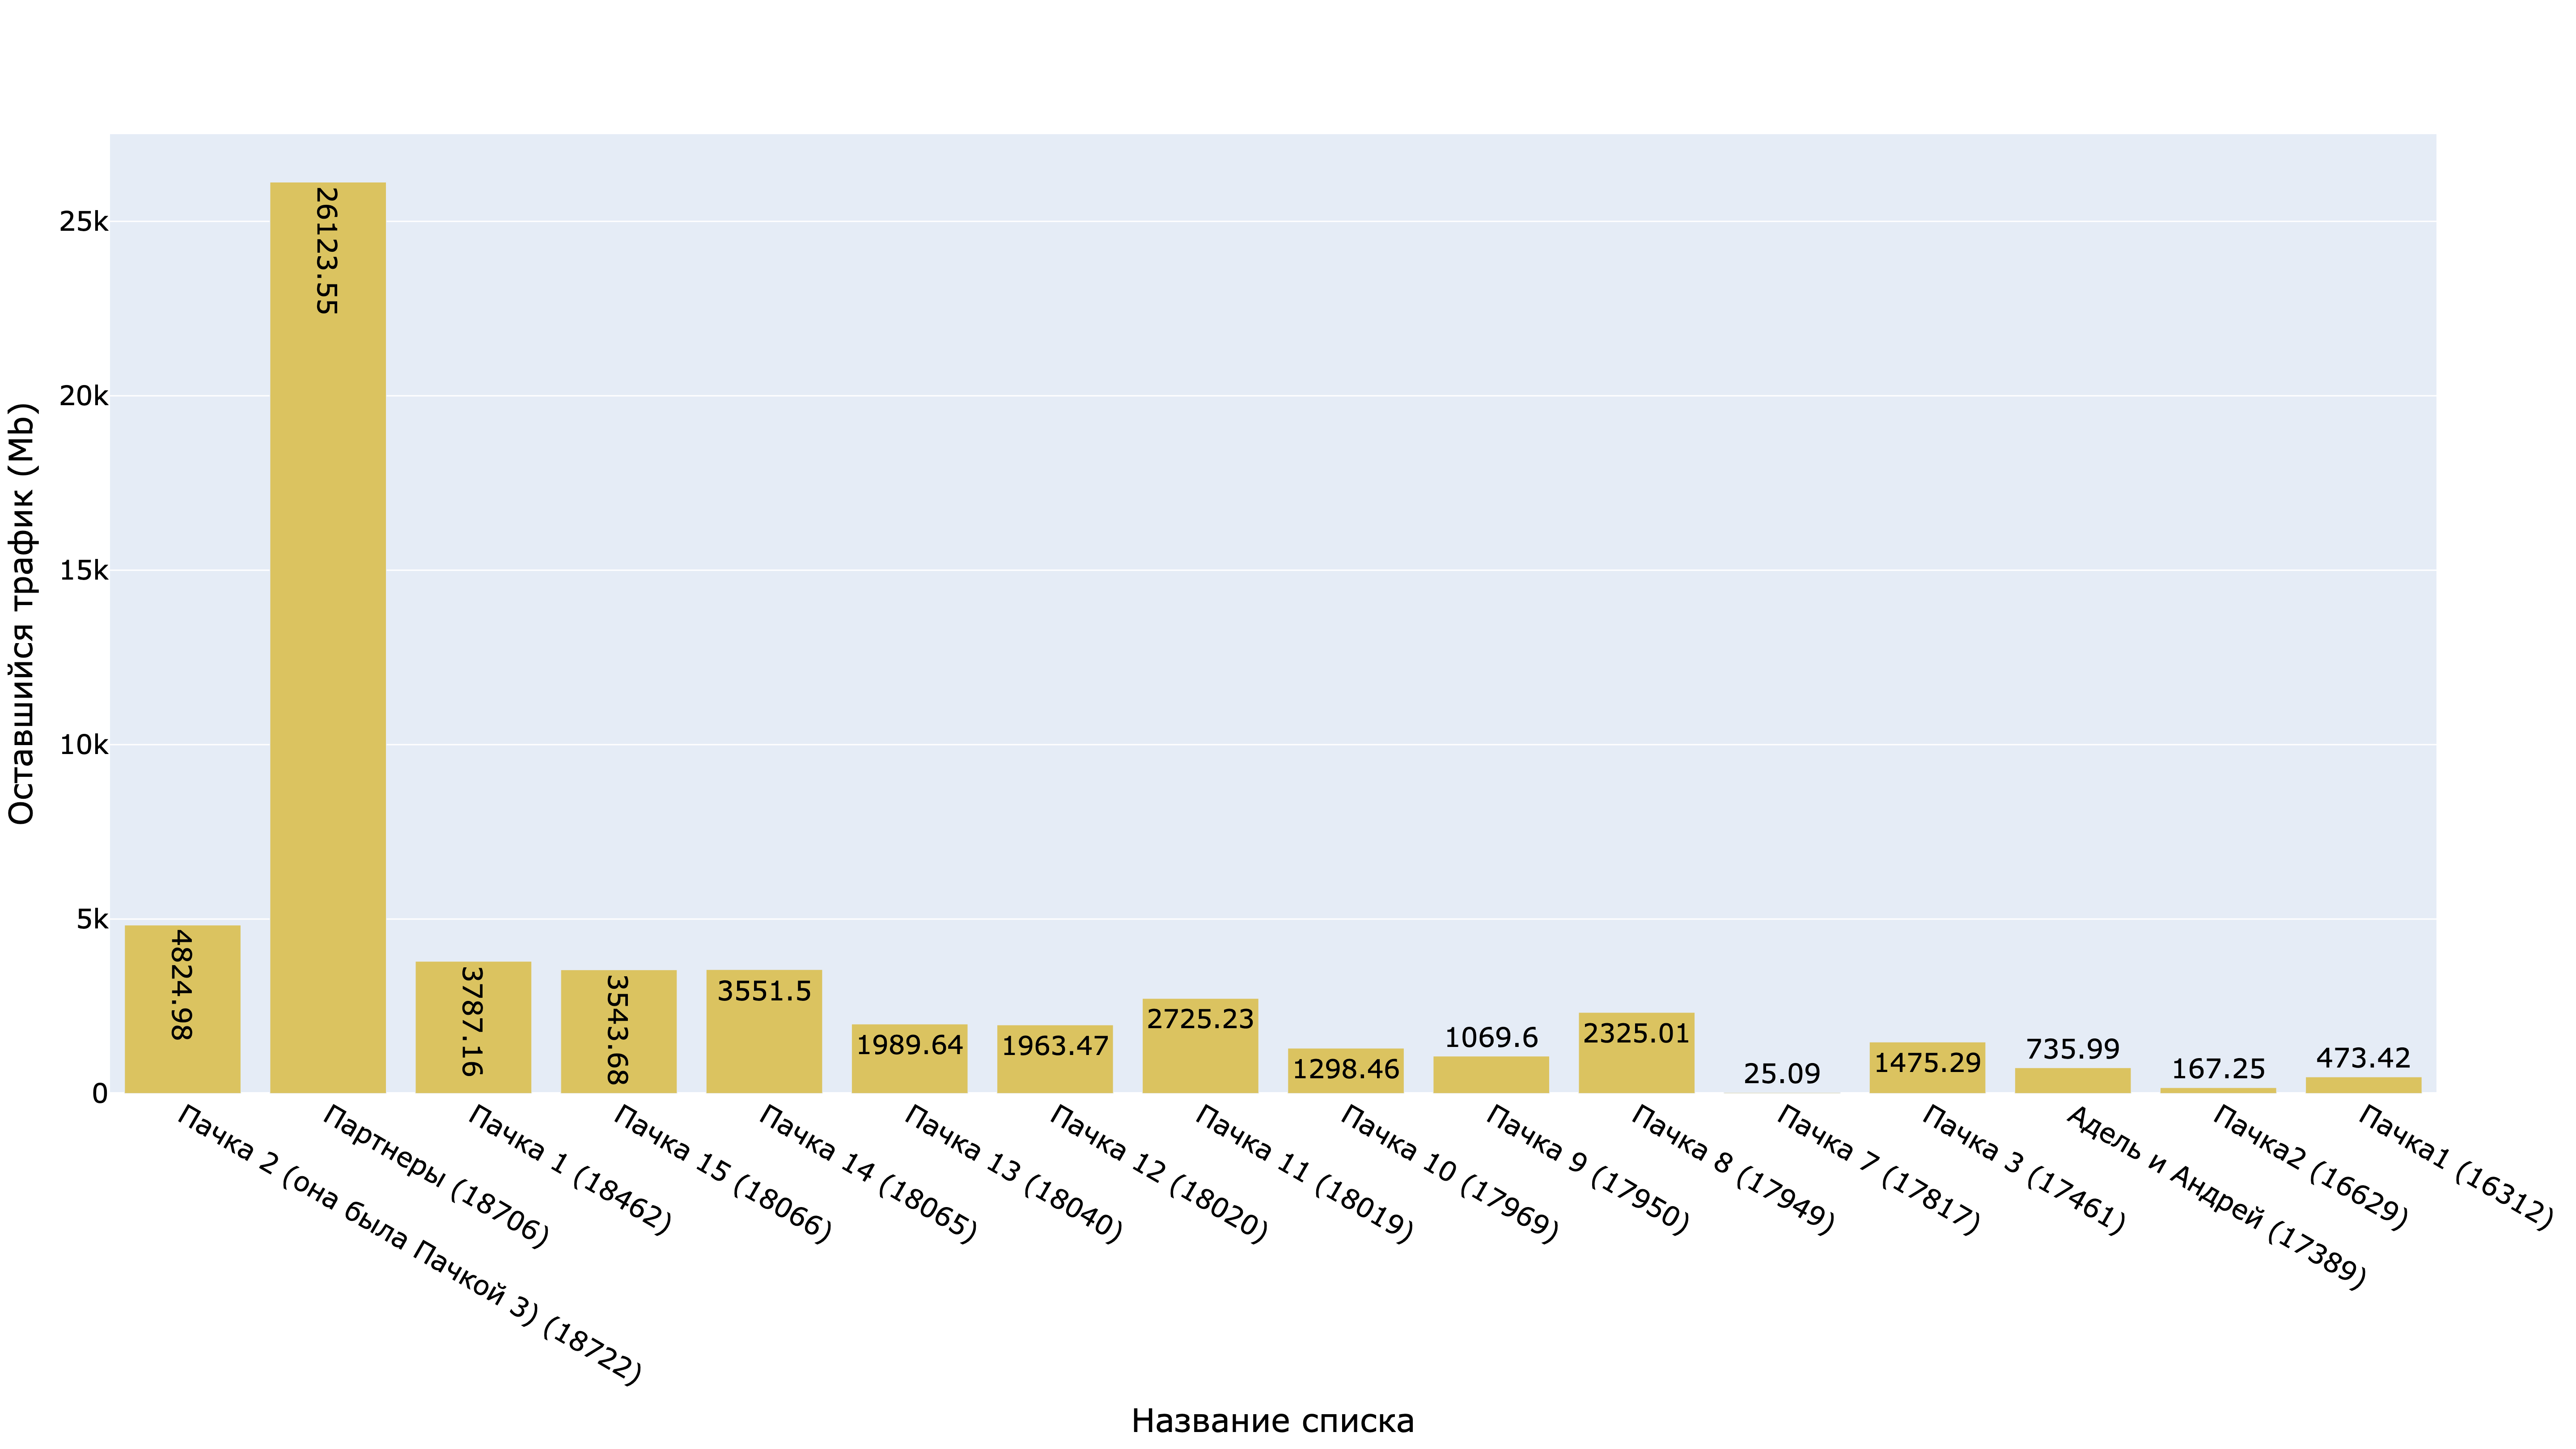 Оставшийся трафик (Mb)
25k
20k
15k
10k
5k
0
4824.98
26123.55
3787.16
3543.68
3551.5
1989.64
1963.47
2725.23
1298.46
1069.6
2325.01
25.09
1475.29
735.99
167.25
473.42
Пачка 2 (она была Пачкой 3) (18722)
Партнеры (18706)
Пачка 1 (18462)
Пачка 15 (18066)
Пачка 14 (18065)
Пачка 13 (18040)
Пачка 12 (18020)
Пачка 11 (18019)
Пачка 10 (17969)
Пачка 9 (17950)
Пачка 8 (17949)
Пачка 7 (17817)
Пачка 3 (17461)
Адель и Андрей (17389)
Пачка2 (16629)
Пачка1 (16312)
Название списка